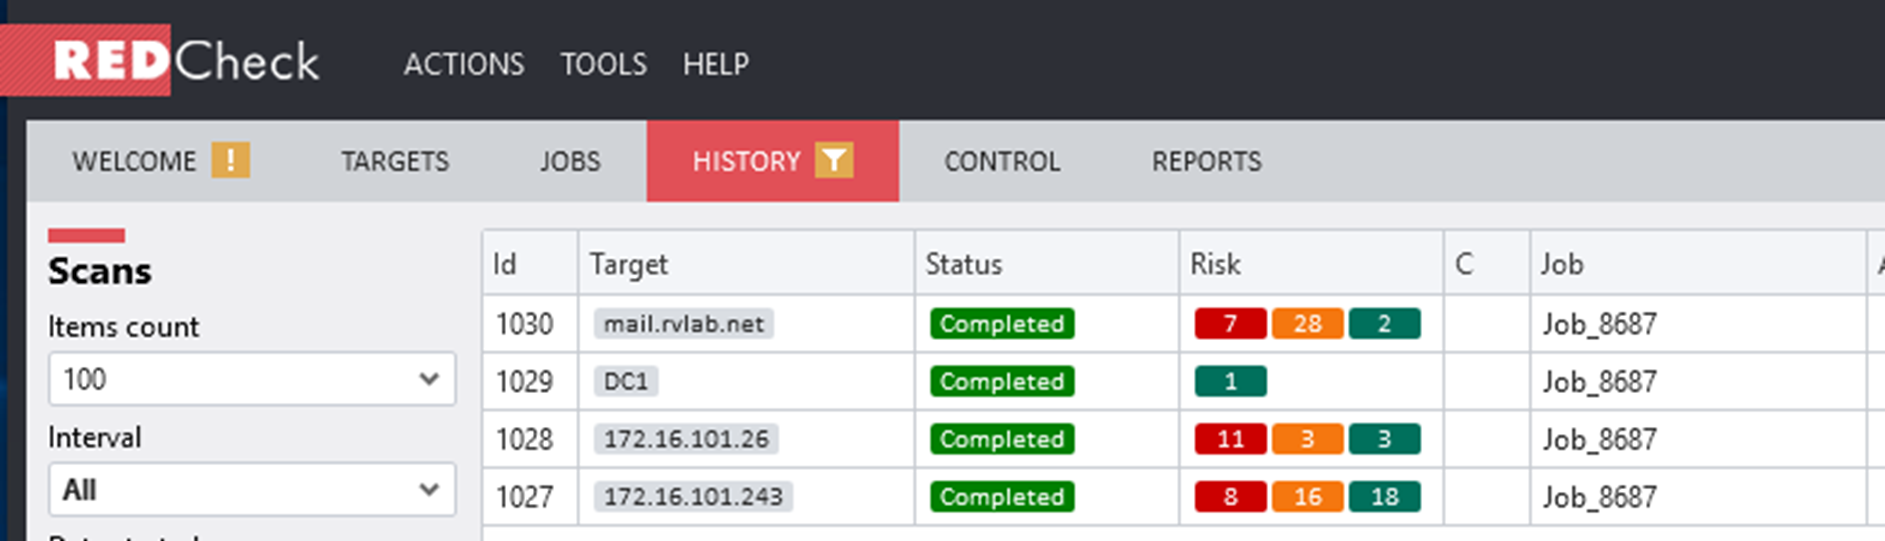 REDCheck ACTIONS TOOLS HELP
WELCOME ! TARGETS JOBS HISTORY CONTROL REPORTS
Scans
Items count
100
Interval
All
Id Target Status Risk C Job
1030 mail.rvlab.net Completed 7 28 2 Job_8687
1029 DC1 Completed 1 Job_8687
1028 172.16.101.26 Completed 11 3 3 Job_8687
1027 172.16.101.243 Completed 8 16 18 Job_8687